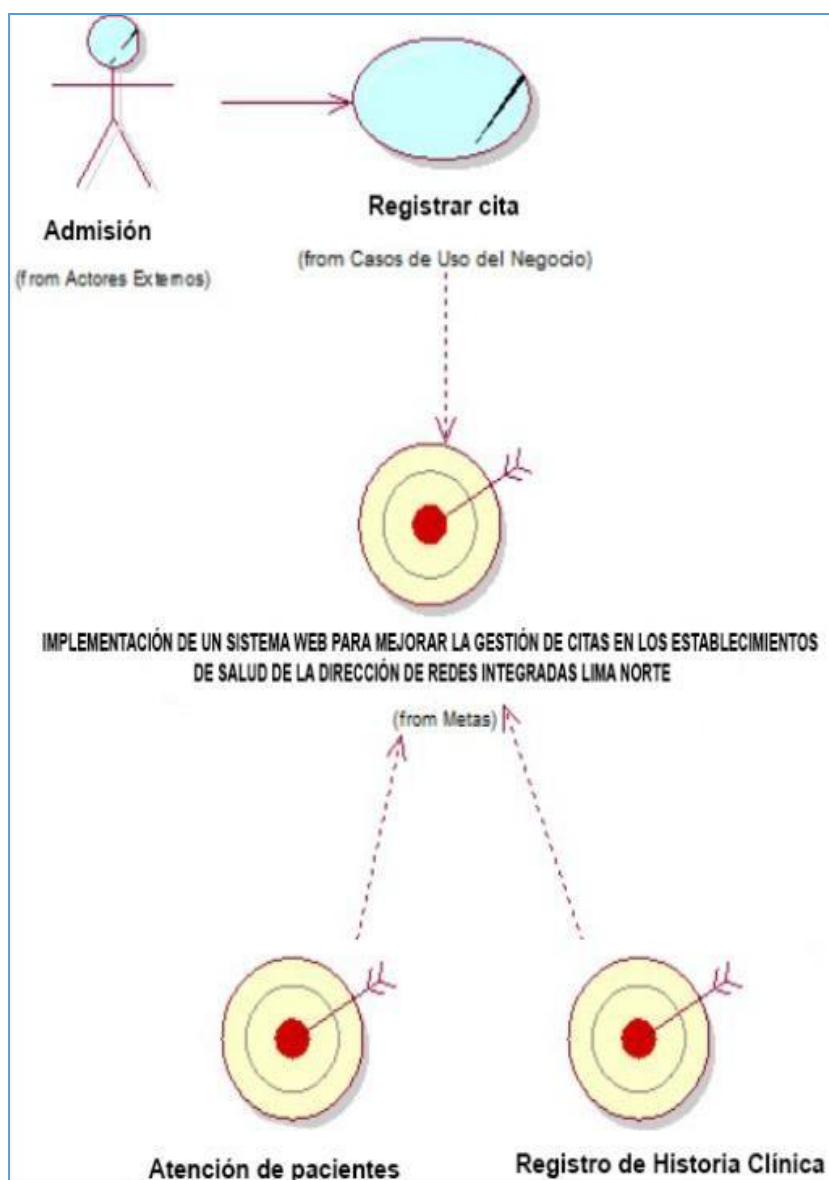 Registrar cita
Admisión
(from Casos de Uso del Negocio)
(from Actores Externos)
IMPLEMENTACIÓN DE UN SISTEMA WEB PARA MEJORAR LA GESTIÓN DE CITAS EN LOS ESTABLECIMIENTOS
DE SALUD DE LA DIRECCIÓN DE REDES INTEGRADAS LIMA NORTE
(from Metas)
Atención de pacientes
Registro de Historia Clínica